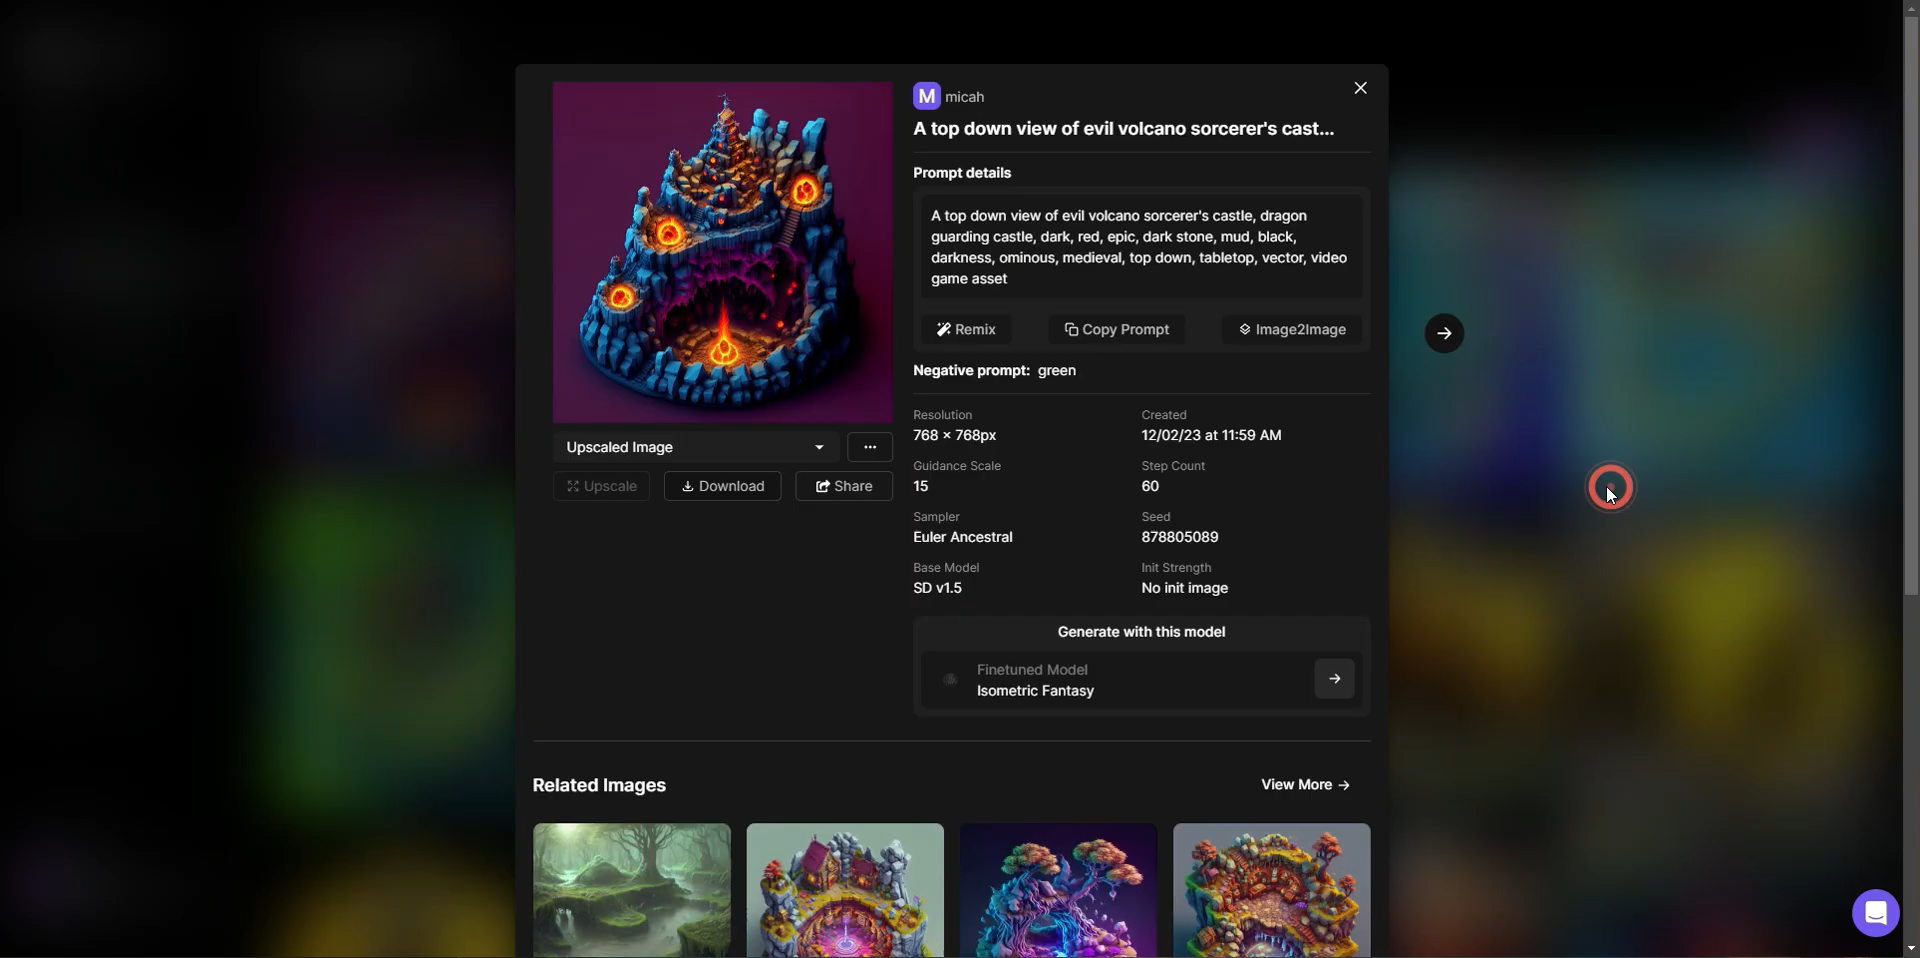 M micah
A top down view of evil volcano sorcerer's cast...
Prompt details
A top down view of evil volcano sorcerer's castle, dragon
guarding castle, dark, red, epic, dark stone, mud, black,
darkness, ominous, medieval, top down, tabletop, vector, video
game asset
Remix
Copy Prompt
Image2Image
Negative prompt: green
Upscaled Image
Upscale
Download
Share
Resolution
768 × 768px
Created
12/02/23 at 11:59 AM
Guidance Scale
15
Step Count
60
Sampler
Euler Ancestral
Seed
878805089
Base Model
SD v1.5
Init Strength
No init image
Generate with this model
Finetuned Model
Isometric Fantasy
Related Images
View More